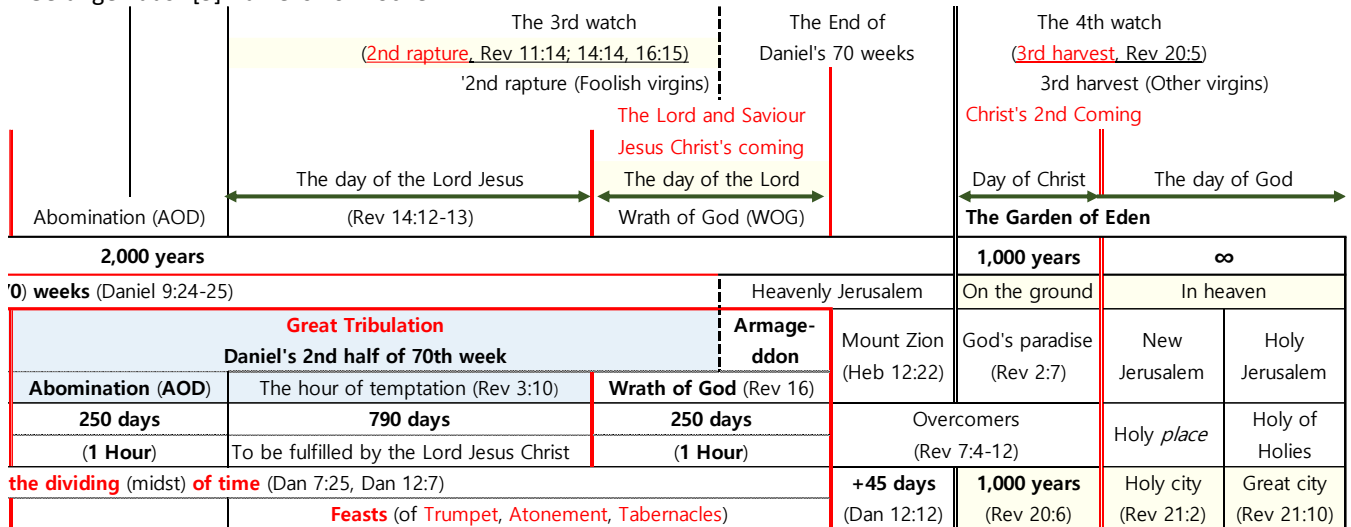 The 3rd watch
The End of
The 4th watch
(2nd rapture, Rev 11:14; 14:14, 16:15)
Daniel's 70 weeks
(3rd harvest, Rev 20:5)
'2nd rapture (Foolish virgins)
3rd harvest (Other virgins)
The Lord and Saviour
Christ's 2nd Coming
Jesus Christ's coming
The day of the Lord Jesus
The day of the Lord
Day of Christ
The day of God
Abomination (AOD)
(Rev 14:12-13)
Wrath of God (WOG)
The Garden of Eden
2,000 years
1,000 years
∞
0) weeks (Daniel 9:24-25)
Heavenly Jerusalem
On the ground
In heaven
Great Tribulation
Daniel's 2nd half of 70th week
Armage-
ddon
Mount Zion
(Heb 12:22)
God's paradise
(Rev 2:7)
New
Jerusalem
Holy
Jerusalem
Abomination (AOD)
The hour of temptation (Rev 3:10)
Wrath of God (Rev 16)
250 days
790 days
250 days
Overcomers
(Rev 7:4-12)
Holy place
Holy of
Holies
(1 Hour)
To be fulfilled by the Lord Jesus Christ
(1 Hour)
the dividing (midst) of time (Dan 7:25, Dan 12:7)
+45 days
1,000 years
Holy city
Great city
Feasts (of Trumpet, Atonement, Tabernacles)
(Dan 12:12)
(Rev 20:6)
(Rev 21:2)
(Rev 21:10)